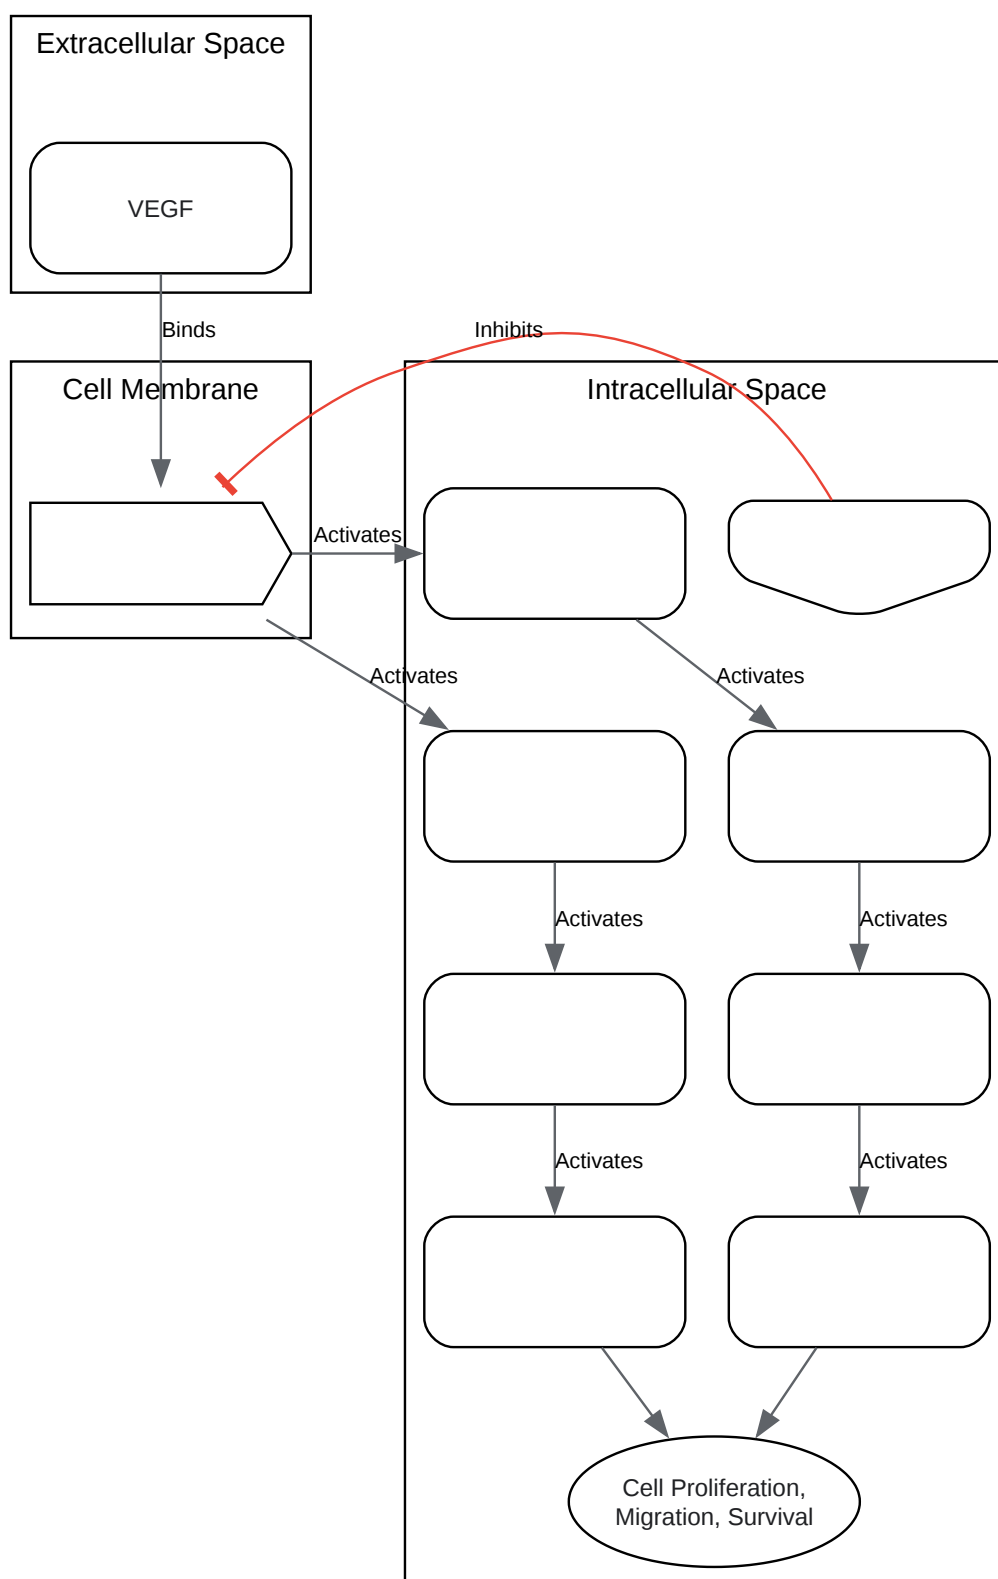 Extracellular Space
VEGF
Binds
Inhibits
Cell Membrane
Intracellular Space
Activates
Activates
Activates
Activates
Activates
Activates
Activates
Cell Proliferation,
Migration, Survival